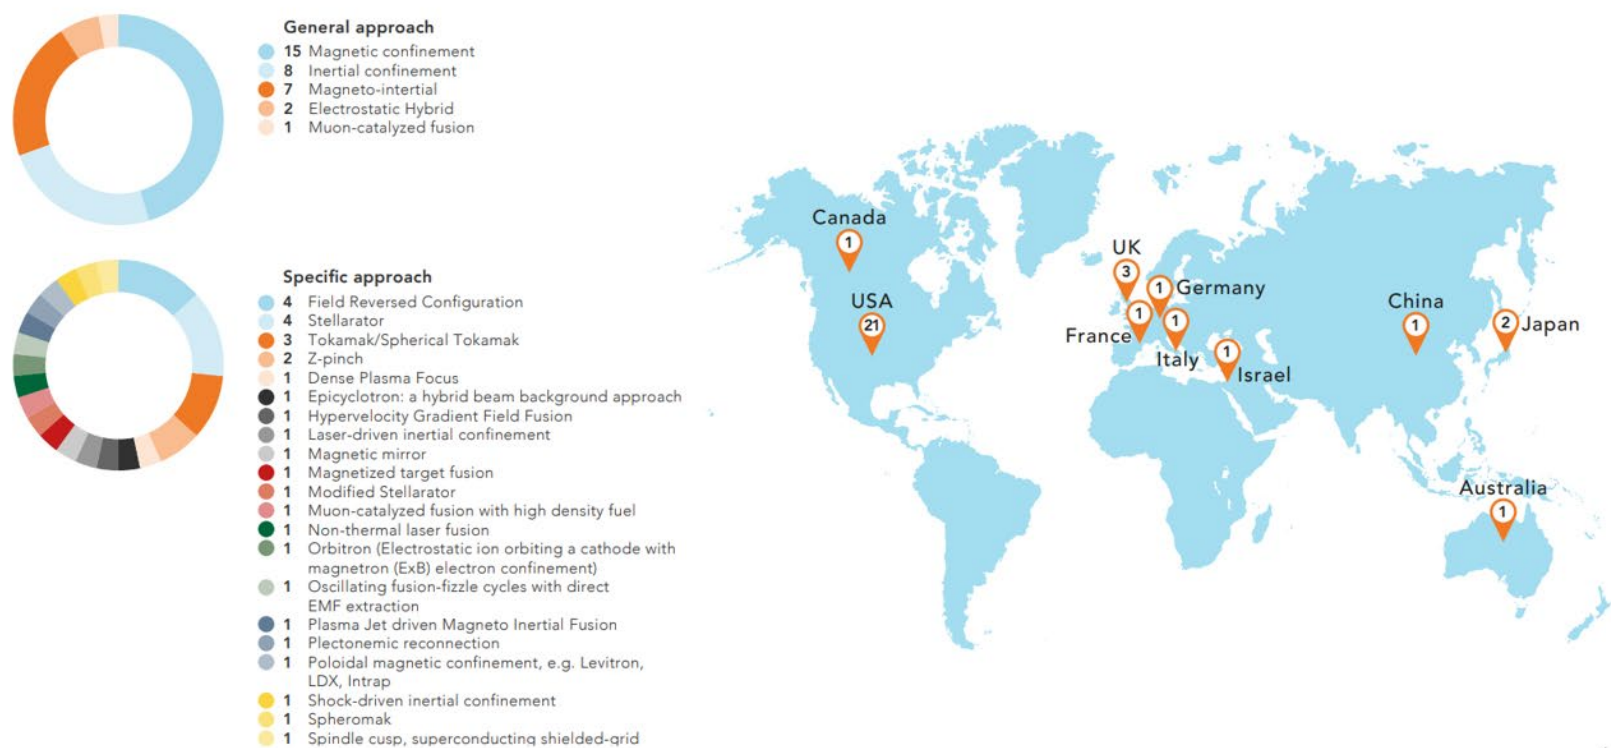 General approach
15 Magnetic confinement
8 Inertial confinement
7 Magneto-intertial
2 Electrostatic Hybrid
1 Muon-catalyzed fusion
Specific approach
4 Field Reversed Configuration
4 Stellarator
3 Tokamak/Spherical Tokamak
2 Z-pinch
1 Dense Plasma Focus
1 Epicyclotron: a hybrid beam background approach
1 Hypervelocity Gradient Field Fusion
1 Laser-driven inertial confinement
1 Magnetic mirror
1 Magnetized target fusion
1 Modified Stellarator
1 Muon-catalyzed fusion with high density fuel
1 Non-thermal laser fusion
1 Orbitron (Electrostatic ion orbiting a cathode with
magnetron (ExB) electron confinement)
1 Oscillating fusion-fizzle cycles with direct
EMF extraction
1 Plasma Jet driven Magneto Inertial Fusion
1 Plectonemic reconnection
1 Poloidal magnetic confinement, e.g. Levitron,
LDX, Intrap
1 Shock-driven inertial confinement
1 Spheromak
1 Spindle cusp, superconducting shielded-grid
Canada
1
USA
21
UK
3
1 Germany
France
1
1
Italy
1
Israel
China
1
2 Japan
Australia
1